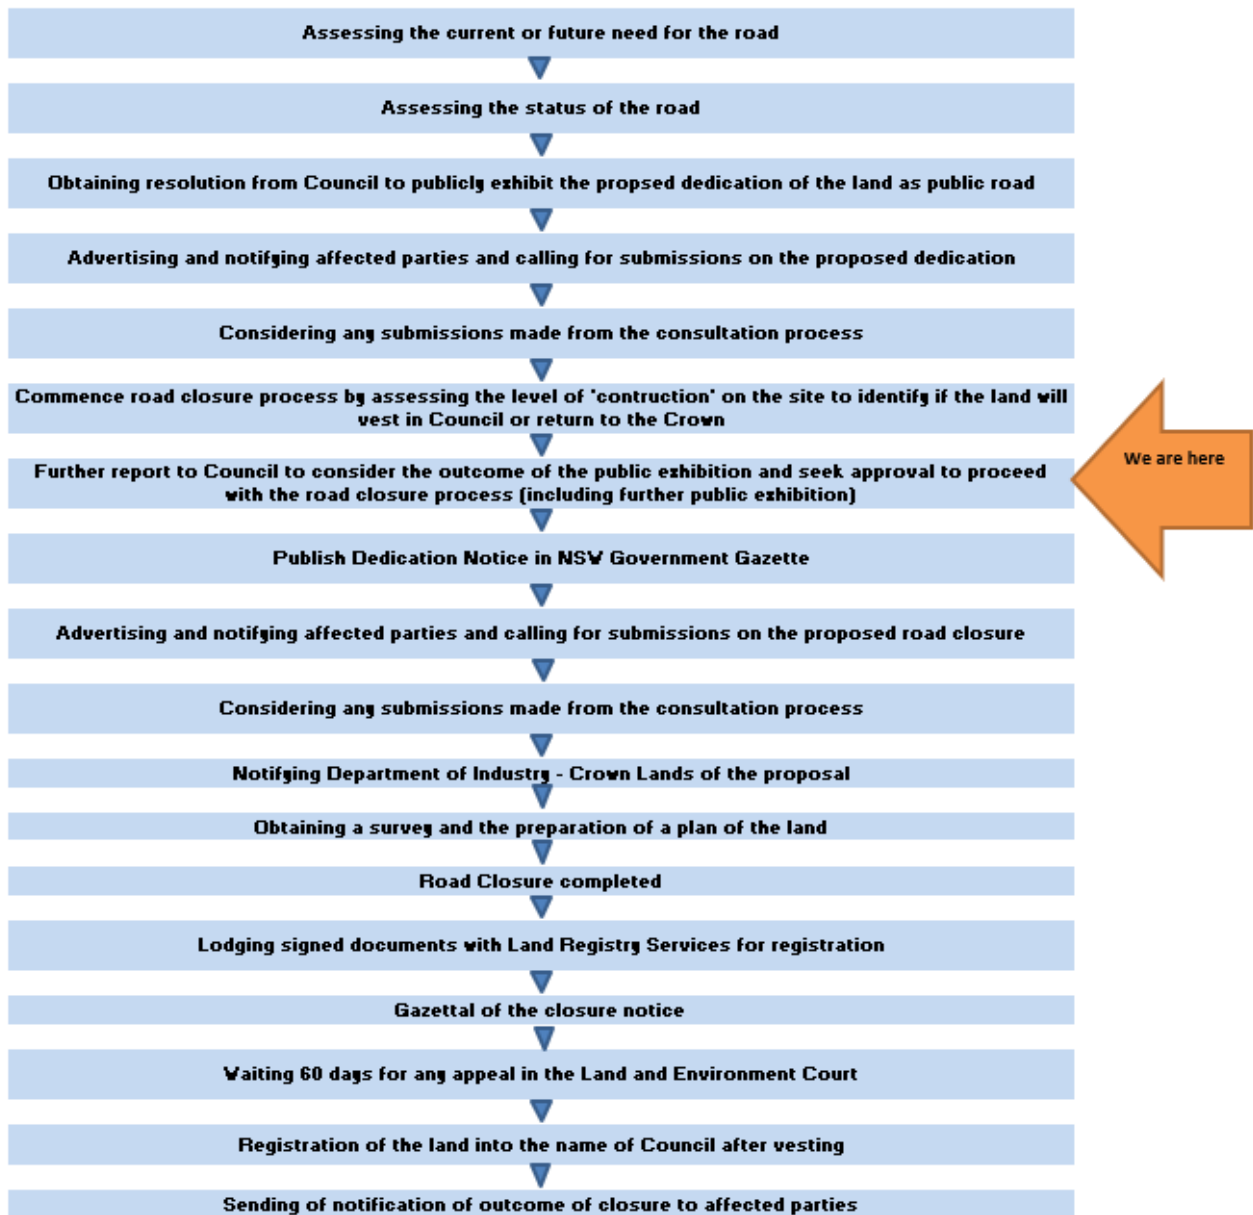 Assessing the current or future need for the road
Assessing the status of the road
Obtaining resolution from Council to publicly exhibit the propsed dedication of the land as public road
Advertising and notifying affected parties and calling for submissions on the proposed dedication
Considering any submissions made from the consultation process
Commence road closure process by assessing the level of 'contruction' on the site to identify if the land will
vest in Council or return to the Crown
Further report to Council to consider the outcome of the public exhibition and seek approval to proceed
with the road closure process (including further public exhibition)
We are here
Publish Dedication Notice in NSW Government Gazette
Advertising and notifying affected parties and calling for submissions on the proposed road closure
Considering any submissions made from the consultation process
Notifying Department of Industry - Crown Lands of the proposal
Obtaining a survey and the preparation of a plan of the land
Road Closure completed
Lodging signed documents with Land Registry Services for registration
Gazettal of the closure notice
Waiting 60 days for any appeal in the Land and Environment Court
Registration of the land into the name of Council after vesting
Sending of notification of outcome of closure to affected parties